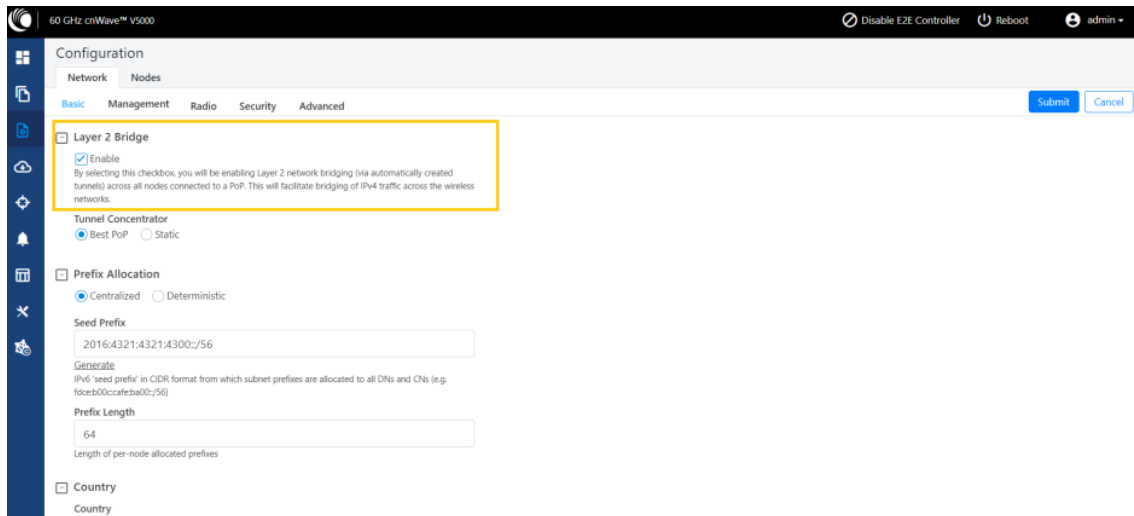 60 GHz cnWave™ V5000
Disable E2E Controller
Reboot
admin
Configuration
Network Nodes
Basic Management Radio Security Advanced
Submit Cancel
Layer 2 Bridge
Enable
By selecting this checkbox, you will be enabling Layer 2 network bridging (via automatically created
tunnels) across all nodes connected to a PoP. This will facilitate bridging of IPv4 traffic across the wireless
networks.
Tunnel Concentrator
Best PoP Static
Prefix Allocation
Centralized Deterministic
Seed Prefix
2016:4321:4321:4300::/56
Generate
IPv6 'seed prefix' in CIDR format from which subnet prefixes are allocated to all DNs and CNs (e.g.
fdce:b00c:cafe:ba00::/56)
Prefix Length
64
Length of per-node allocated prefixes
Country
Country